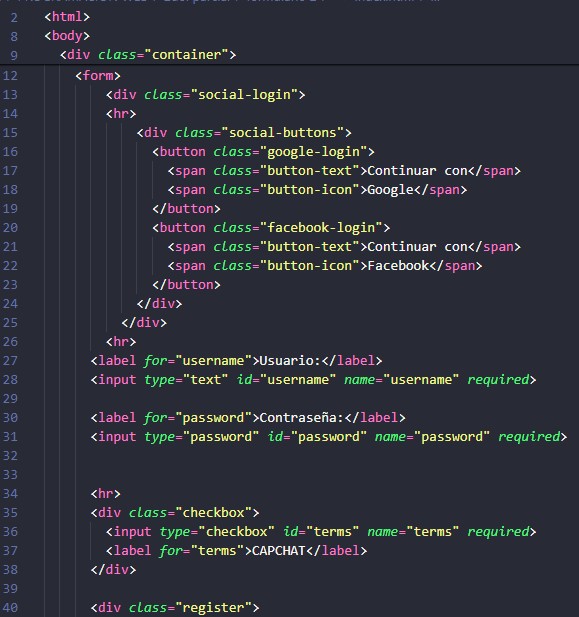 2 <html>
8 <body>
9 <div class="container">
12 <form>
13 <div class="social-login">
14 <hr>
15 <div class="social-buttons">
16 <button class="google-login">
17 <span class="button-text">Continuar con</span>
18 <span class="button-icon">Google</span>
19 </button>
20 <button class="facebook-login">
21 <span class="button-text">Continuar con</span>
22 <span class="button-icon">Facebook</span>
23 </button>
24 </div>
25 </div>
26 <hr>
27 <label for="username">Usuario:</label>
28 <input type="text" id="username" name="username" required>
29
30 <label for="password">Contraseña:</label>
31 <input type="password" id="password" name="password" required>
32
33
34 <hr>
35 <div class="checkbox">
36 <input type="checkbox" id="terms" name="terms" required>
37 <label for="terms">CAPCHAT</label>
38 </div>
39
40 <div class="register">